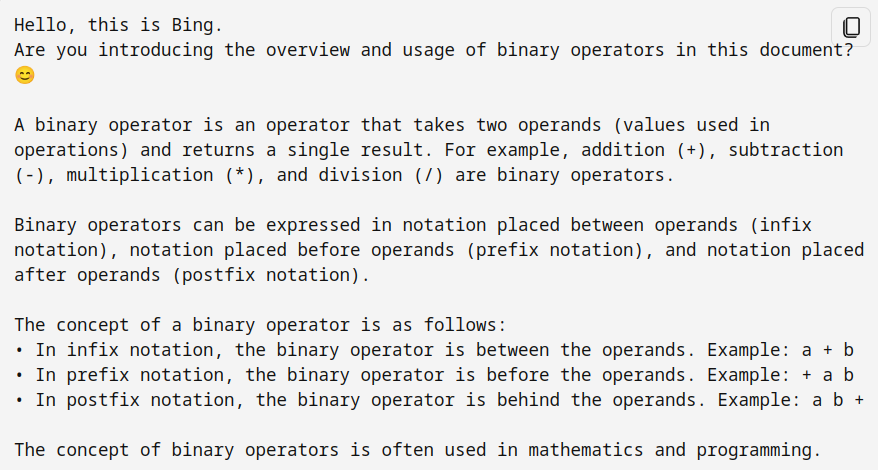 Hello, this is Bing.
Are you introducing the overview and usage of binary operators in this document?
😊
A binary operator is an operator that takes two operands (values used in
operations) and returns a single result. For example, addition (+), subtraction
(-), multiplication (*), and division (/) are binary operators.
Binary operators can be expressed in notation placed between operands (infix
notation), notation placed before operands (prefix notation), and notation placed
after operands (postfix notation).
The concept of a binary operator is as follows:
• In infix notation, the binary operator is between the operands. Example: a + b
• In prefix notation, the binary operator is before the operands. Example: + a b
• In postfix notation, the binary operator is behind the operands. Example: a b +
The concept of binary operators is often used in mathematics and programming.